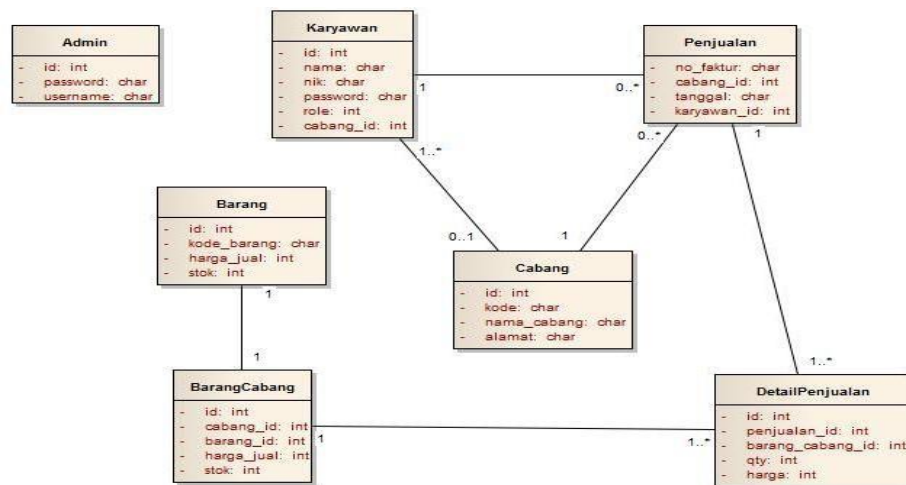 Admin
- id: int
- password: char
- username: char
Karyawan
- id: int
- nama: char
- nik: char
- password: char
- role: int
- cabang_id: int
Penjualan
- no_faktur: char
- cabang_id: int
- tanggal: char
- karyawan_id: int
1
0..*
1..*
0..*
1
Barang
- id: int
- kode_barang: char
- harga_jual: int
- stok: int
0..1
1
Cabang
- id: int
- kode: char
- nama_cabang: char
- alamat: char
1
1
1..*
BarangCabang
- id: int
- cabang_id: int
- barang_id: int
- harga_jual: int
- stok: int
1
1..*
DetailPenjualan
- id: int
- penjualan_id: int
- barang_cabang_id: int
- qty: int
- harga: int